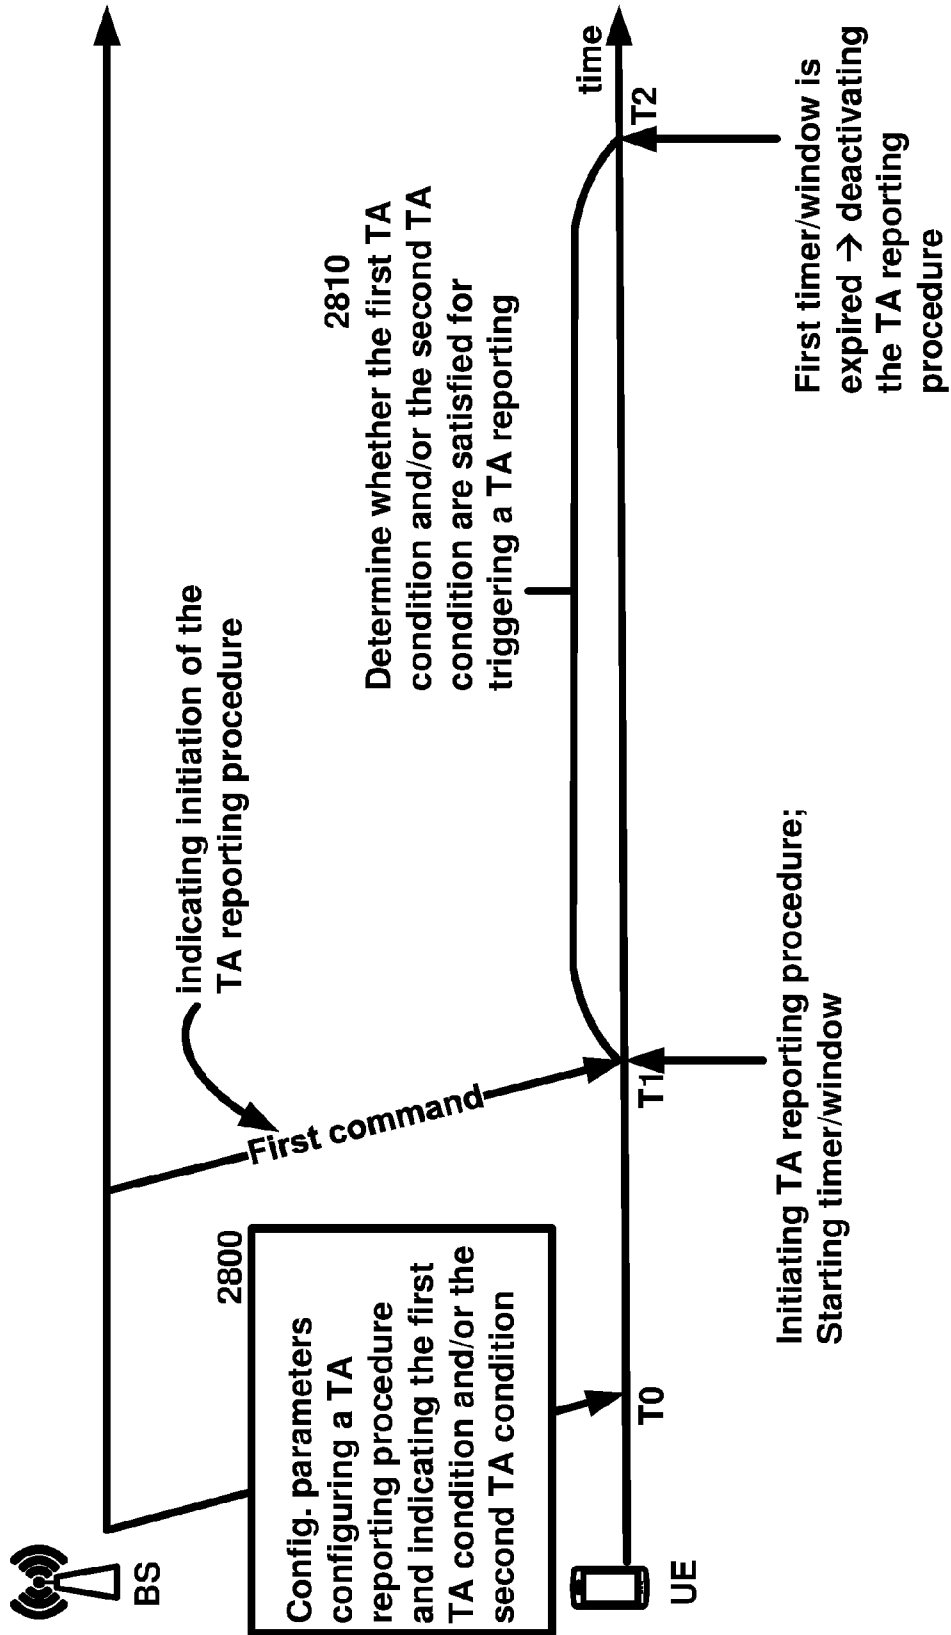 BS
2800
Config. parameters
configuring a TA
reporting procedure
and indicating the first
TA condition and/or the
second TA condition
First command
indicating initiation of the
TA reporting procedure
2810
Determine whether the first TA
condition and/or the second TA
condition are satisfied for
triggering a TA reporting
time
UE
T0
T1
T2
Initiating TA reporting procedure;
Starting timer/window
First timer/window is
expired → deactivating
the TA reporting
procedure